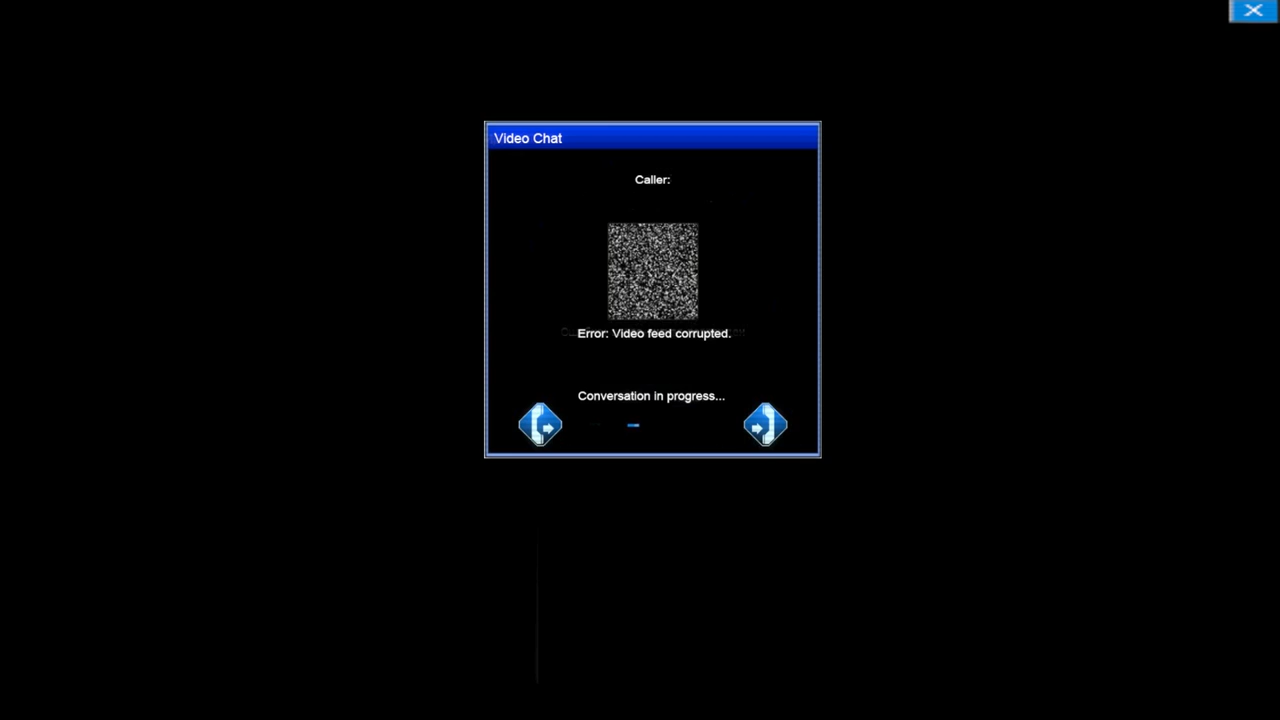 Video Chat
Caller:
Error: Video feed corrupted.
Conversation in progress...